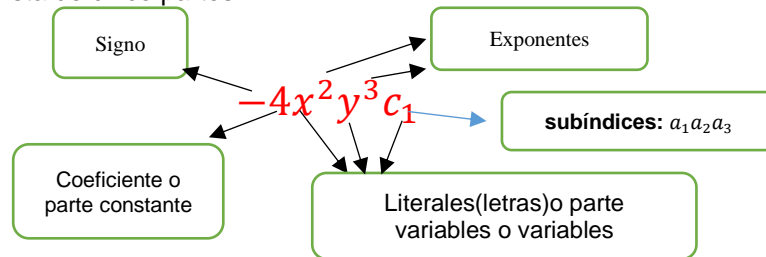 Signo
Exponentes
−4x²y³c₁
subíndices: a₁a₂a₃
Coeficiente o
parte constante
Literales(letras)o parte
variables o variables